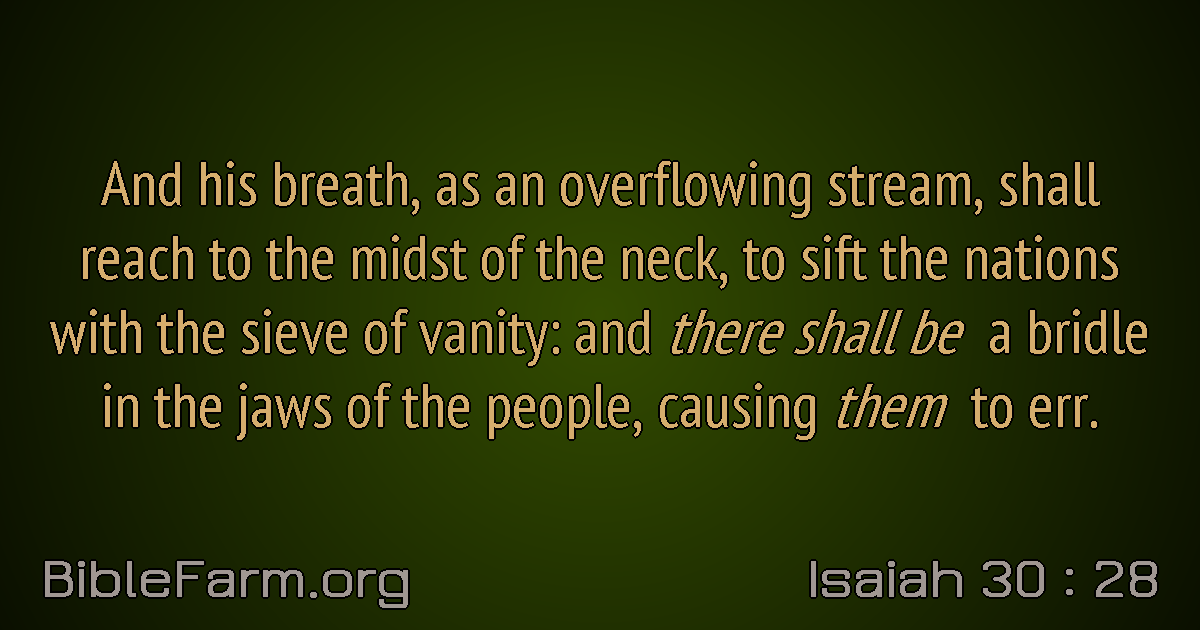 And his breath, as an overflowing stream, shall
reach to the midst of the neck, to sift the nations
with the sieve of vanity: and there shall be a bridle
in the jaws of the people, causing them to err.
BibleFarm.org
Isaiah 30 : 28